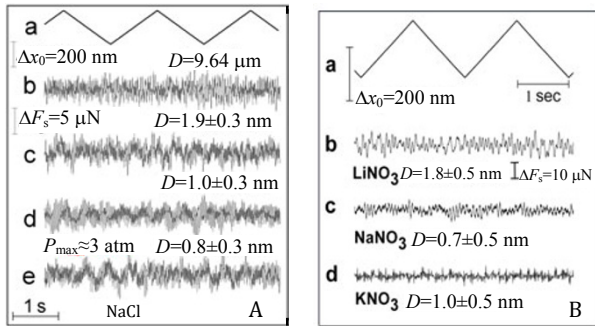 a
Δx₀=200 nm
D=9.64 μm
b
ΔFₛ=5 μN
D=1.9±0.3 nm
c
D=1.0±0.3 nm
d
Pₘₐₓ≈3 atm
D=0.8±0.3 nm
e
1 s
NaCl
A
B
a
1 sec
Δx₀=200 nm
b
LiNO₃ D=1.8±0.5 nm
ΔFₛ=10 μN
c
NaNO₃ D=0.7±0.5 nm
d
KNO₃ D=1.0±0.5 nm